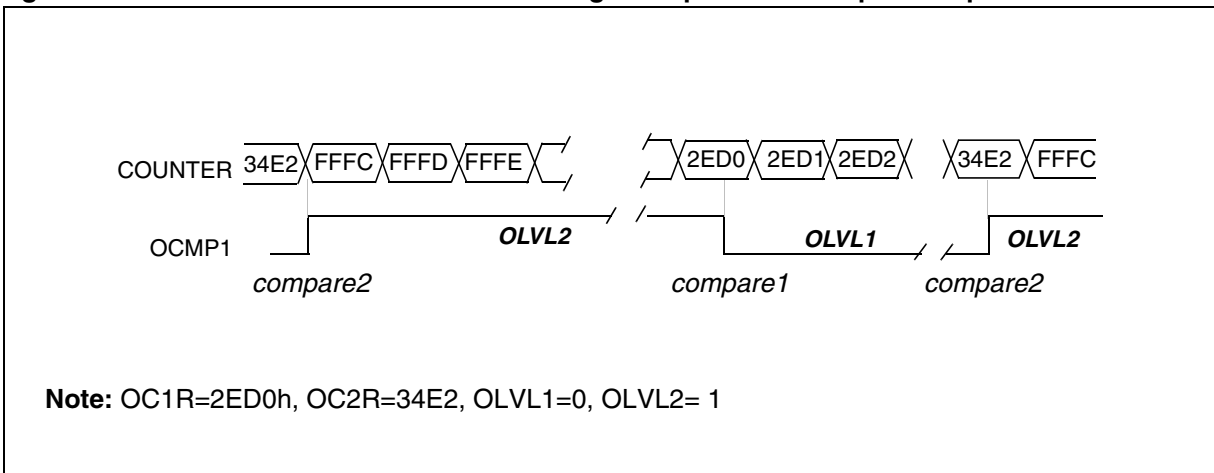 COUNTER 34E2 FFFC FFFD FFFE 2ED0 2ED1 2ED2 34E2 FFFC
OCMP1 OLVL2 OLVL1 OLVL2
compare2 compare1 compare2
Note: OC1R=2ED0h, OC2R=34E2, OLVL1=0, OLVL2= 1